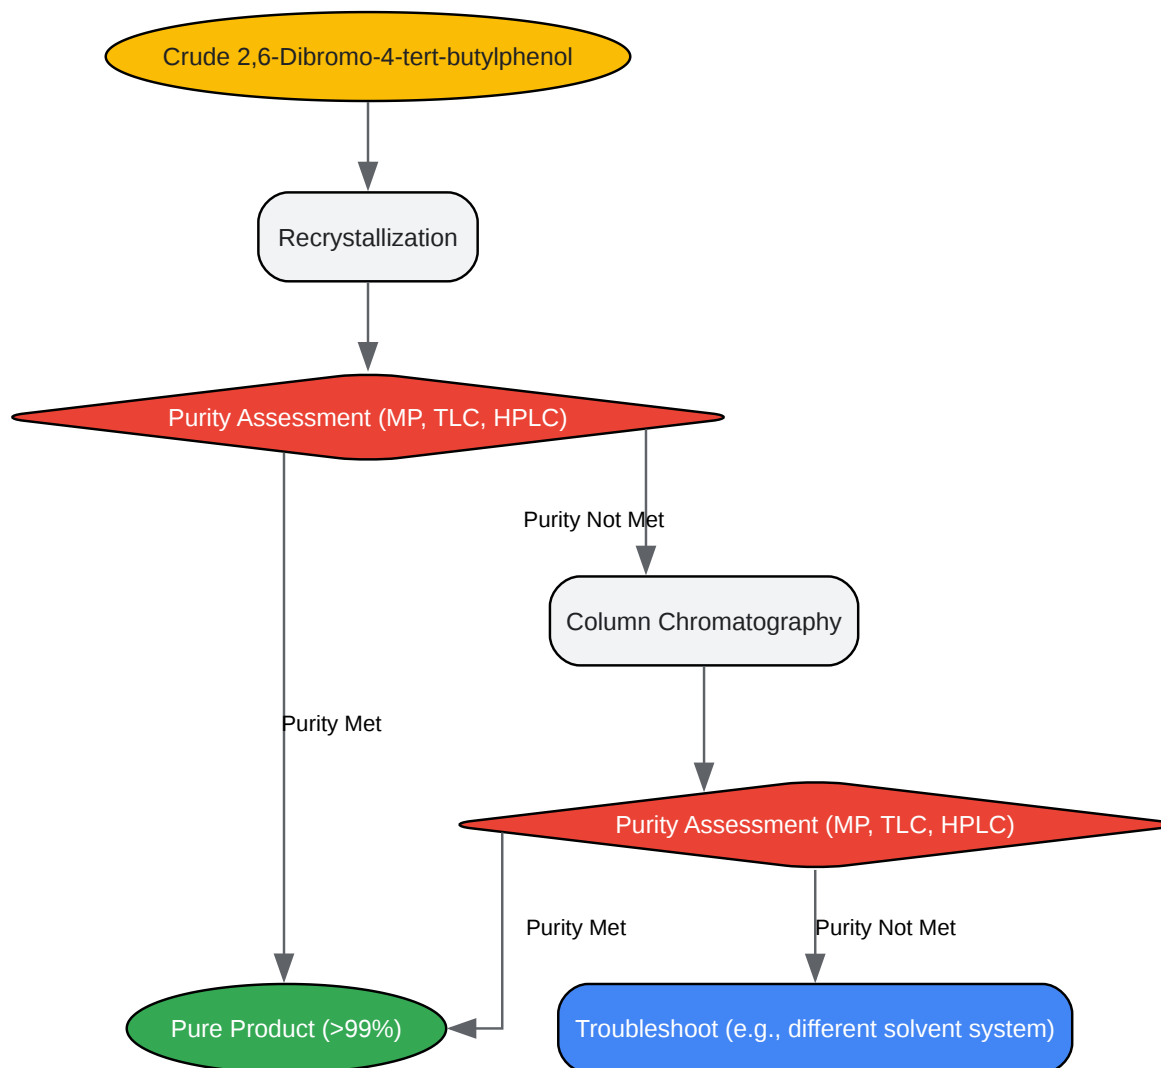 Crude 2,6-Dibromo-4-tert-butylphenol
Recrystallization
Purity Assessment (MP, TLC, HPLC)
Purity Not Met
Column Chromatography
Purity Met
Purity Assessment (MP, TLC, HPLC)
Purity Met
Purity Not Met
Pure Product (>99%)
Troubleshoot (e.g., different solvent system)